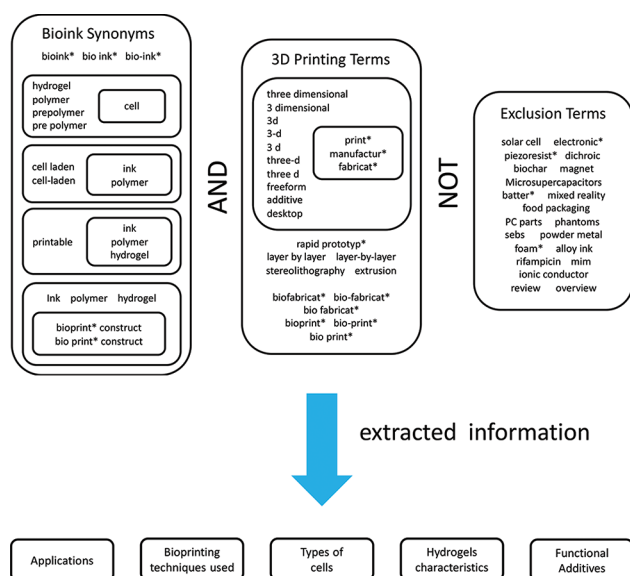 Bioink Synonyms
bioink* bio ink* bio-ink*
hydrogel
polymer
prepolymer
pre polymer
cell
cell laden
cell-laden
ink
polymer
printable
ink
polymer
hydrogel
Ink polymer hydrogel
bioprint* construct
bio print* construct
AND
3D Printing Terms
three dimensional
3 dimensional
3d
3-d
3 d
three-d
three d
freeform
additive
desktop
print*
manufactur*
fabricat*
rapid prototyp*
layer by layer layer-by-layer
stereolithography extrusion
biofabricat* bio-fabricat*
bio fabricat*
bioprint* bio-print*
bio print*
NOT
Exclusion Terms
solar cell electronic*
piezoresist* dichroic
biochar magnet
Microsupercapacitors
batter* mixed reality
food packaging
PC parts phantoms
sebs powder metal
foam* alloy ink
rifampicin mim
ionic conductor
review overview
extracted information
Applications
Bioprinting
techniques used
Types of
cells
Hydrogels
characteristics
Functional
Additives